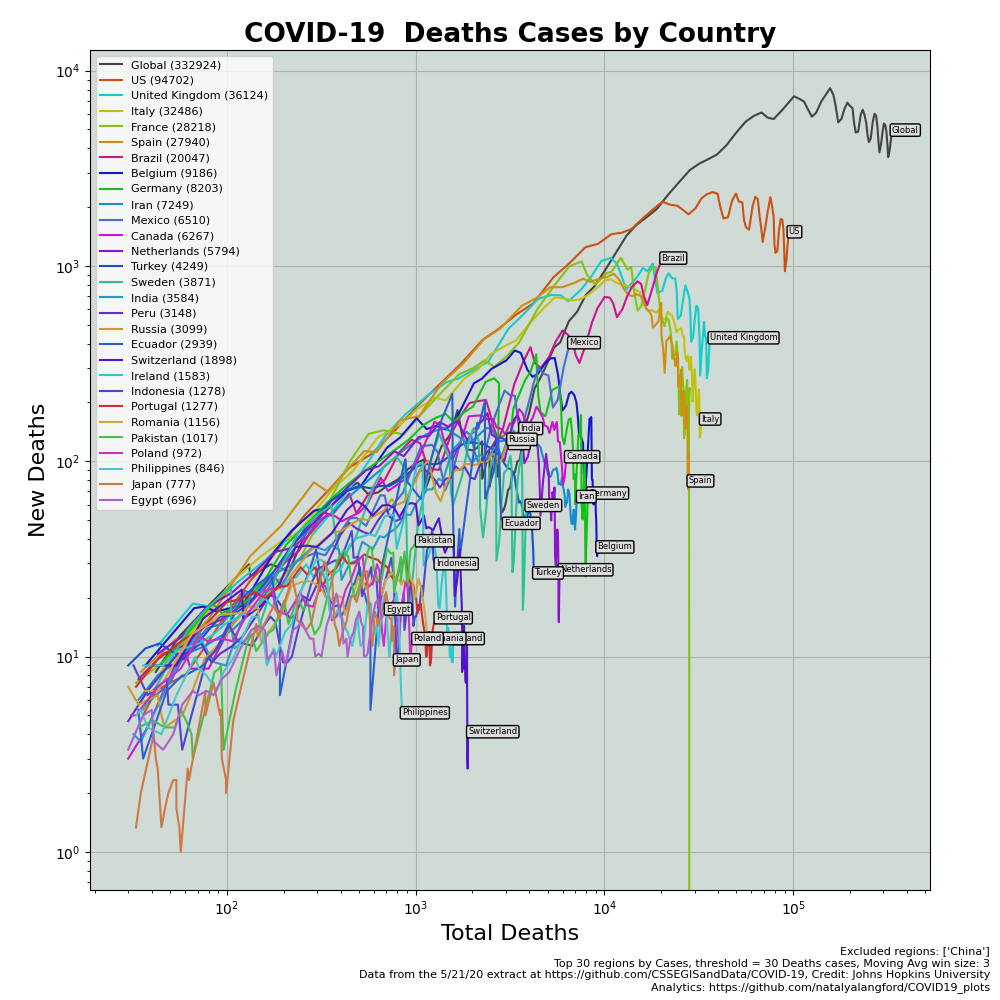 COVID-19  Deaths Cases by Country
Global (332924)
US (94702)
United Kingdom (36124)
Italy (32486)
France (28218)
Spain (27940)
Brazil (20047)
Belgium (9186)
Germany (8203)
Iran (7249)
Mexico (6510)
Canada (6267)
Netherlands (5794)
Turkey (4249)
Sweden (3871)
India (3584)
Peru (3148)
Russia (3099)
Ecuador (2939)
Switzerland (1898)
Ireland (1583)
Indonesia (1278)
Portugal (1277)
Romania (1156)
Pakistan (1017)
Poland (972)
Philippines (846)
Japan (777)
Egypt (696)
Global
US
Brazil
United Kingdom
Mexico
Italy
India
Russia
Canada
Spain
Iran
ermany
Sweden
Ecuador
Pakistan
Belgium
Indonesia
Turkey
etherlands
Egypt
Portugal
Poland
ania
and
Japan
Philippines
Switzerland
New Deaths
10⁴
10³
10²
10¹
10⁰
10²
10³
10⁴
10⁵
Total Deaths
Excluded regions: ['China']
Top 30 regions by Cases, threshold = 30 Deaths cases, Moving Avg win size: 3
Data from the 5/21/20 extract at https://github.com/CSSEGISandData/COVID-19, Credit: Johns Hopkins University
Analytics: https://github.com/natalyalangford/COVID19_plots